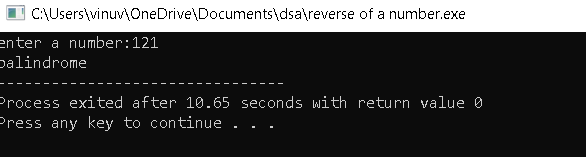 C:\Users\vinuv\OneDrive\Documents\dsa\reverse of a number.exe
enter a number:121
palindrome
--------------------------------
Process exited after 10.65 seconds with return value 0
Press any key to continue . . .